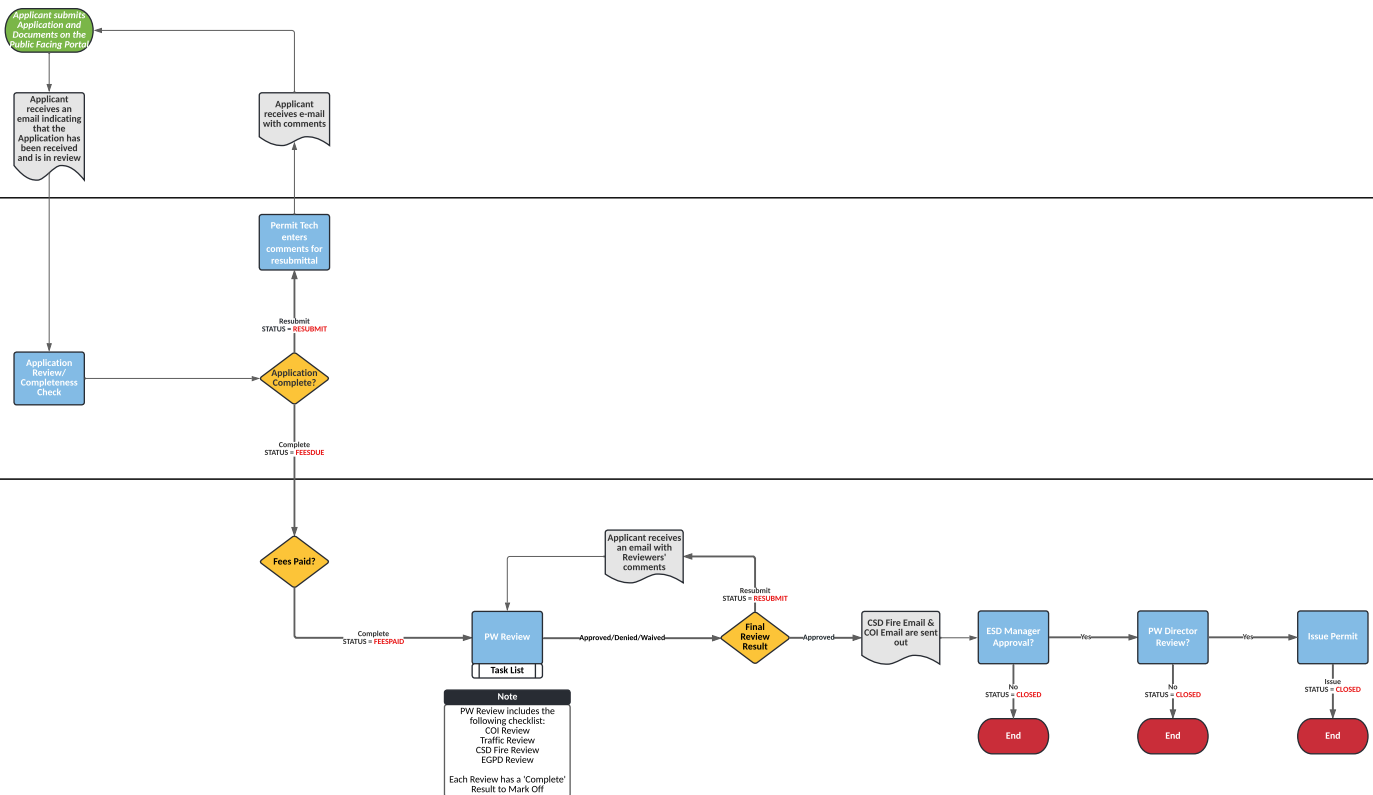 Applicant submits
Application and
Documents on the
Public Facing Portal
Applicant
receives an
email indicating
that the
Application has
been received
and is in review
Applicant
receives e-mail
with comments
Permit Tech
enters
comments for
resubmittal
Resubmit
STATUS = RESUBMIT
Application
Review/
Completeness
Check
Application
Complete?
Complete
STATUS = FEESDUE
Fees Paid?
Complete
STATUS = FEESPAID
Applicant receives
an email with
Reviewers'
comments
Resubmit
STATUS = RESUBMIT
PW Review
Task List
Approved/Denied/Waived
Final
Review
Result
Approved
CSD Fire Email &
COI Email are sent
out
ESD Manager
Approval?
Yes
PW Director
Review?
Yes
Issue Permit
No
STATUS = CLOSED
No
STATUS = CLOSED
Issue
STATUS = CLOSED
End
End
End
Note
PW Review includes the
following checklist:
COI Review
Traffic Review
CSD Fire Review
EGPD Review
Each Review has a 'Complete'
Result to Mark Off